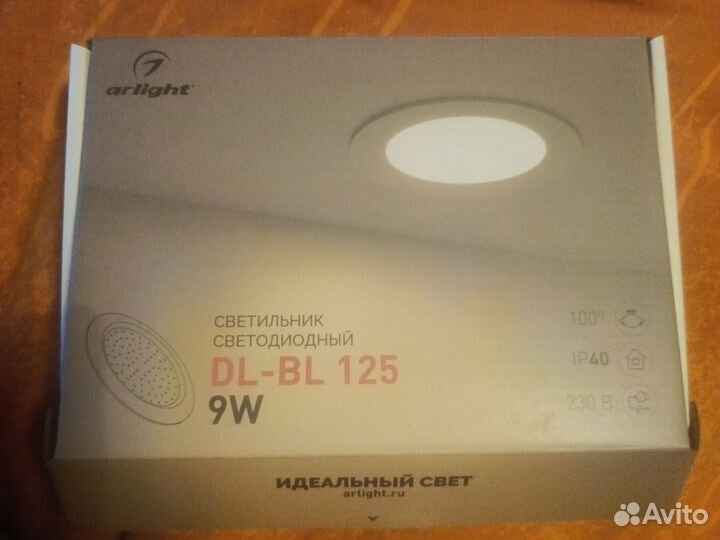 arlight
СВЕТИЛЬНИК
СВЕТОДИОДНЫЙ
DL-BL 125
9W
100°
IP40
230 В
ИДЕАЛЬНЫЙ СВЕТ
arlight.ru
Avito